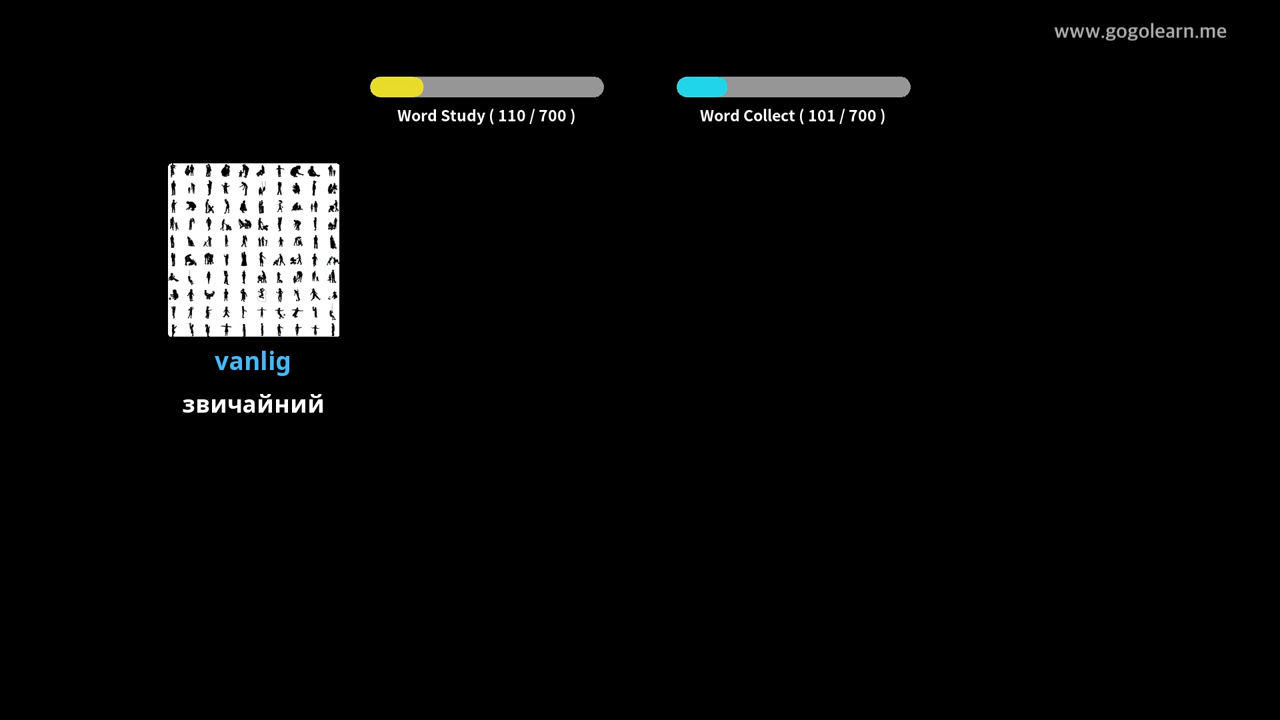 www.gogolearn.me
Word Study ( 110 / 700 )
Word Collect ( 101 / 700 )
vanlig
звичайний